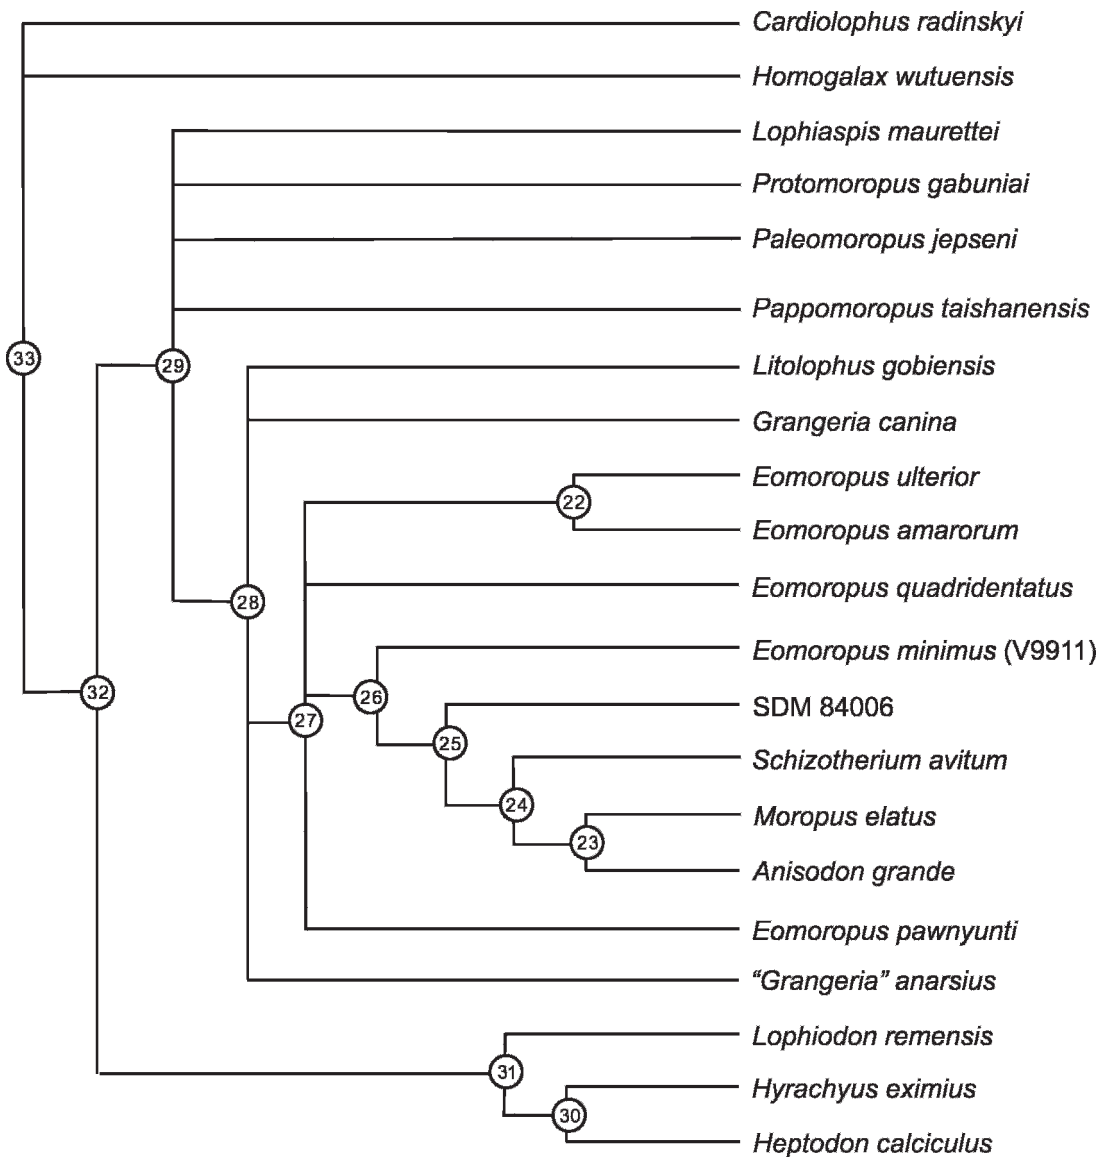 Cardiolophus radinskyi
Homogalax wutuensis
Lophiaspis maurettei
Protomoropus gabuniai
Paleomoropus jepseni
Pappomoropus taishanensis
33
29
Litolophus gobiensis
Grangeria canina
Eomoropus ulterior
22
Eomoropus amarorum
Eomoropus quadridentatus
28
Eomoropus minimus (V9911)
32
26
SDM 84006
27
25
Schizotherium avitum
24
Moropus elatus
23
Anisodon grande
Eomoropus pawnyunti
“Grangeria” anarsius
Lophiodon remensis
31
Hyrachyus eximius
30
Heptodon calciculus